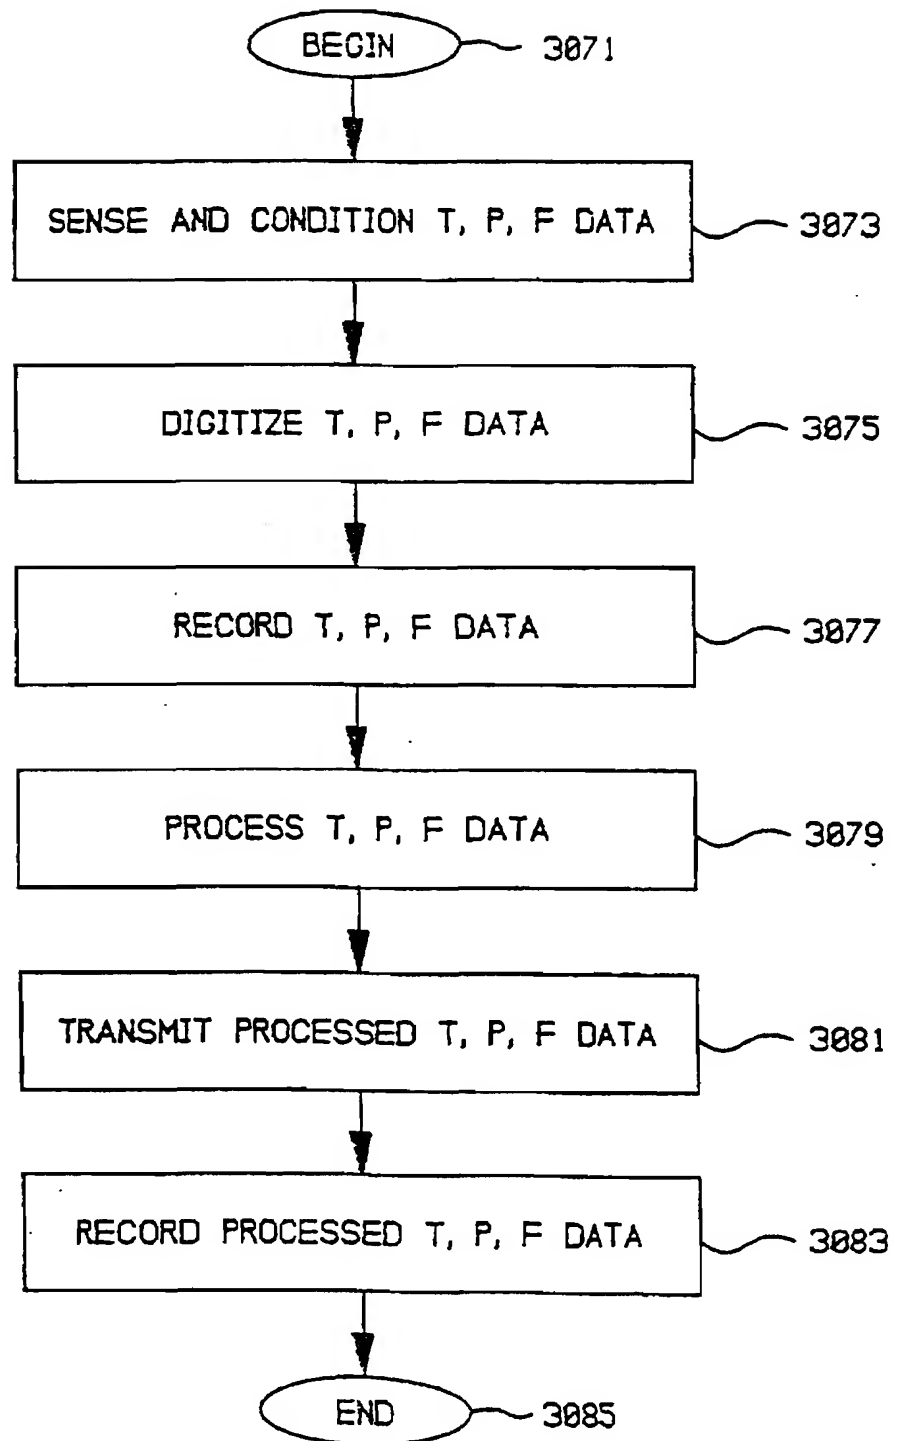 BEGIN 3071
SENSE AND CONDITION T, P, F DATA 3073
DIGITIZE T, P, F DATA 3075
RECORD T, P, F DATA 3077
PROCESS T, P, F DATA 3079
TRANSMIT PROCESSED T, P, F DATA 3081
RECORD PROCESSED T, P, F DATA 3083
END 3085